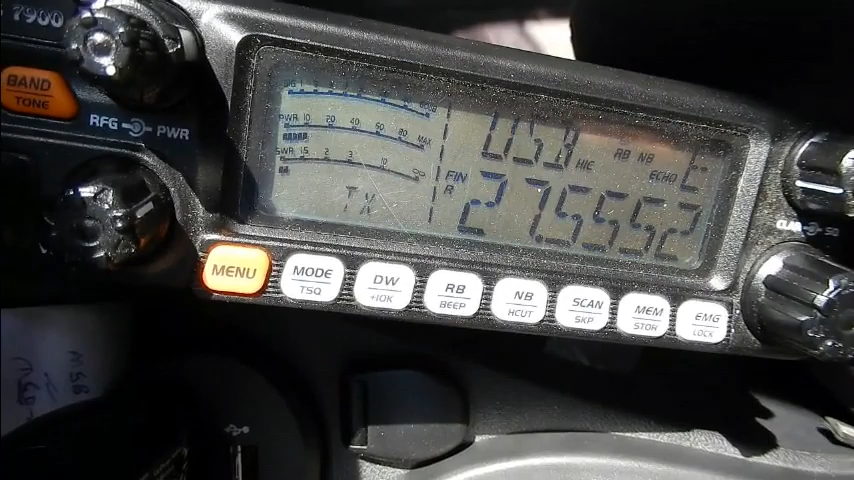 7900
BAND
TONE
RFG PWR
SIG 1 3 5 7 9
PWR 10 20 40 60 80 MAX
SWR 1.5 2 3 10 ∞
TX
USB HIE RB NB ECHO E
FIN R 27.5552
MENU
MODE
TSQ
DW
+10K
RB
BEEP
NB
HCUT
SCAN
SKP
MEM
STOR
EMG
LOCK